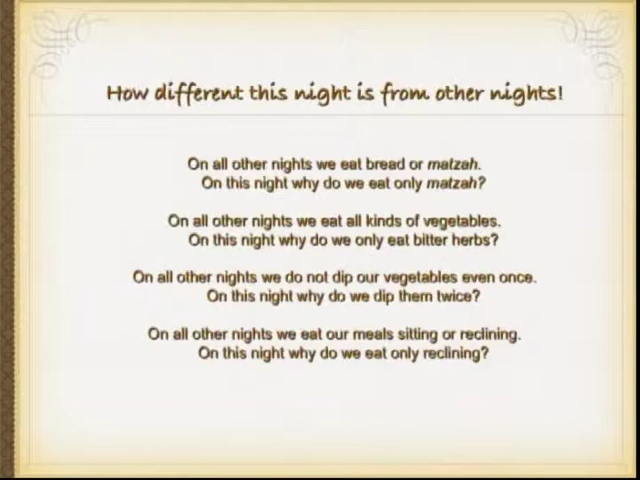 How different this night is from other nights!
On all other nights we eat bread or matzah.
On this night why do we eat only matzah?
On all other nights we eat all kinds of vegetables.
On this night why do we only eat bitter herbs?
On all other nights we do not dip our vegetables even once.
On this night why do we dip them twice?
On all other nights we eat our meals sitting or reclining.
On this night why do we eat only reclining?